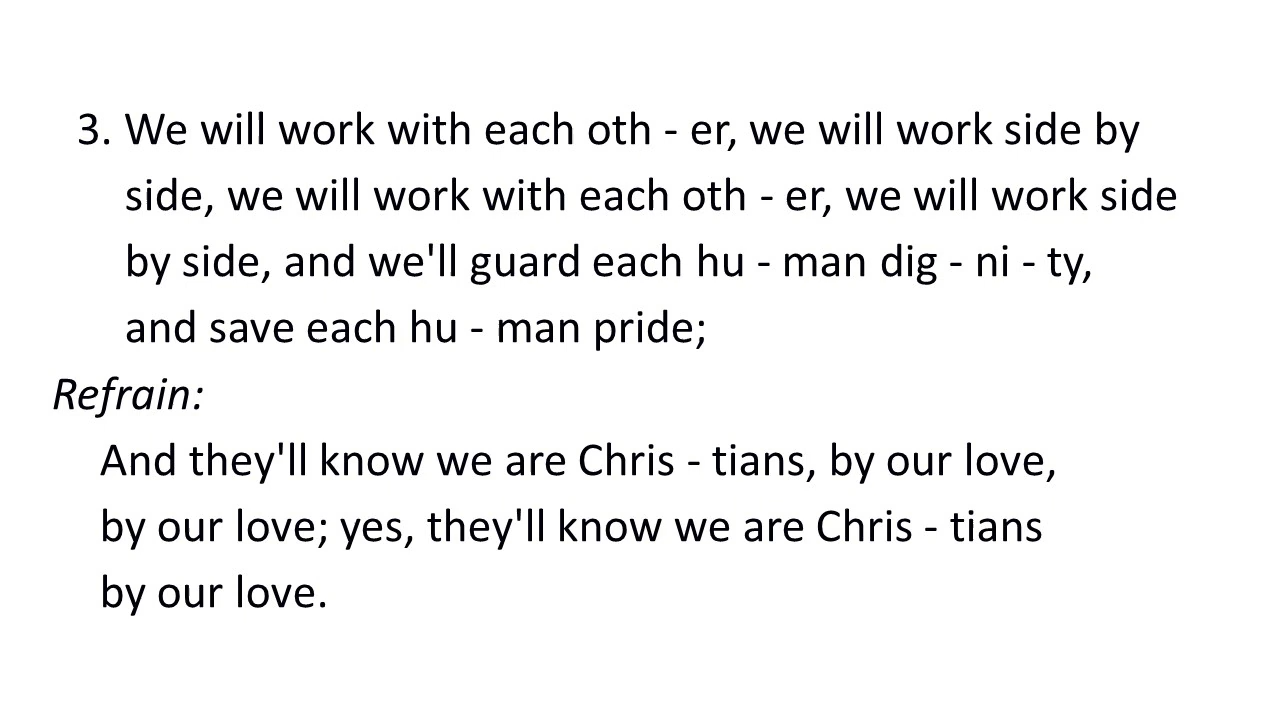 3. We will work with each oth - er, we will work side by
side, we will work with each oth - er, we will work side
by side, and we'll guard each hu - man dig - ni - ty,
and save each hu - man pride;
Refrain:
And they'll know we are Chris - tians, by our love,
by our love; yes, they'll know we are Chris - tians
by our love.